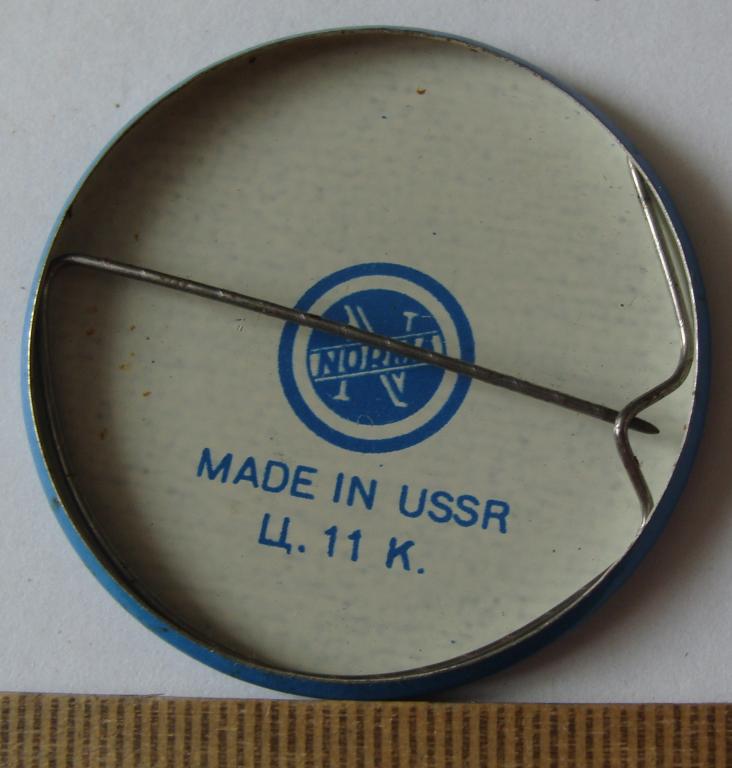 N
NORMA
MADE IN USSR
Ц. 11 К.